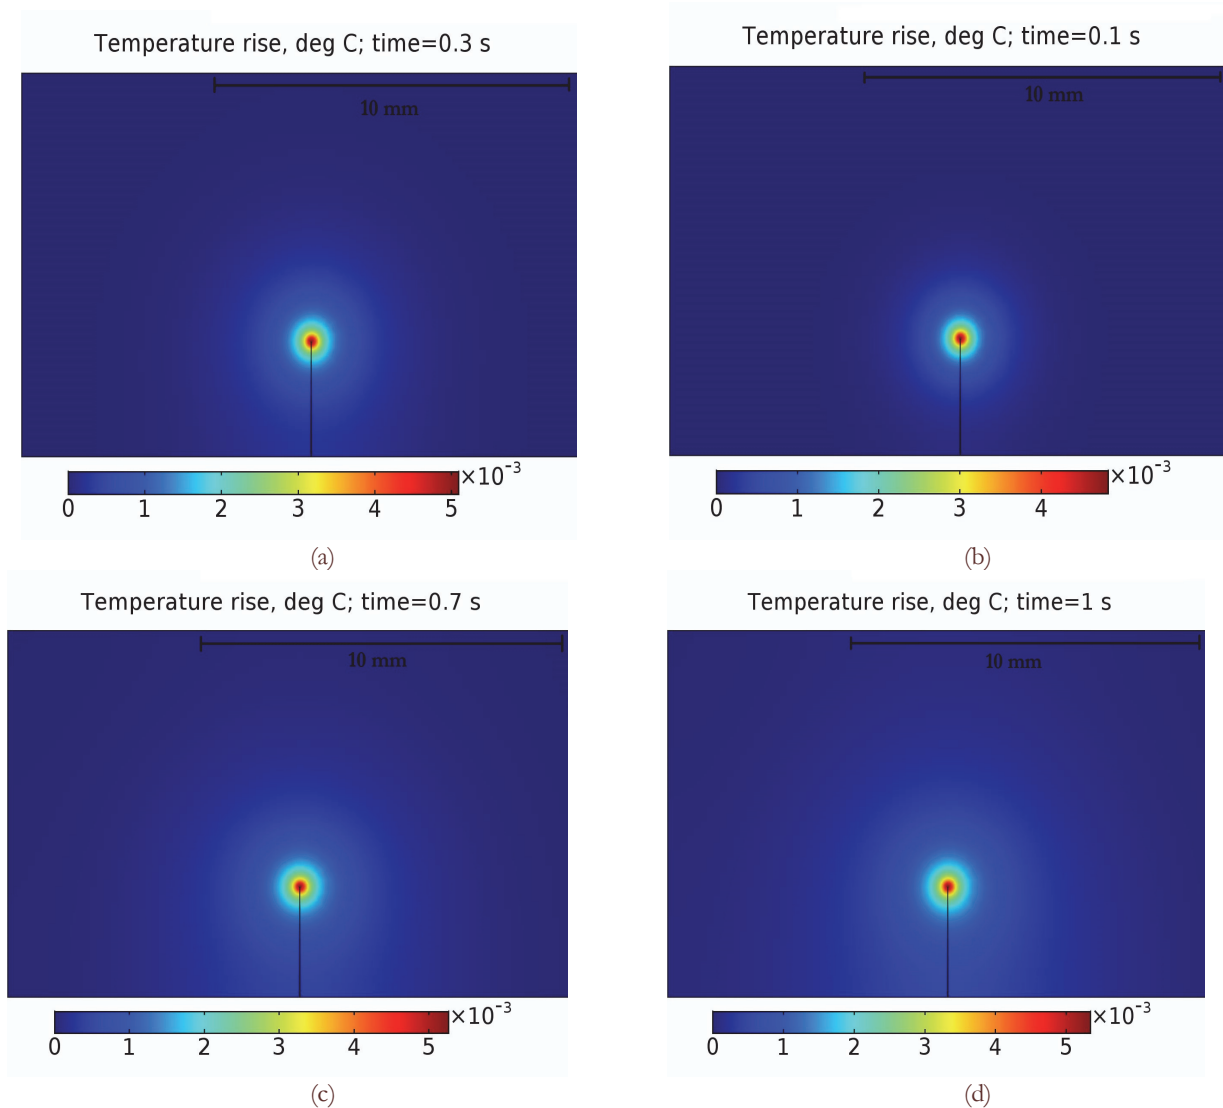 Temperature rise, deg C; time=0.3 s
10 mm
×10⁻³
0 1 2 3 4 5
(a)
Temperature rise, deg C; time=0.1 s
10 mm
×10⁻³
0 1 2 3 4
(b)
Temperature rise, deg C; time=0.7 s
10 mm
×10⁻³
0 1 2 3 4 5
(c)
Temperature rise, deg C; time=1 s
10 mm
×10⁻³
0 1 2 3 4 5
(d)